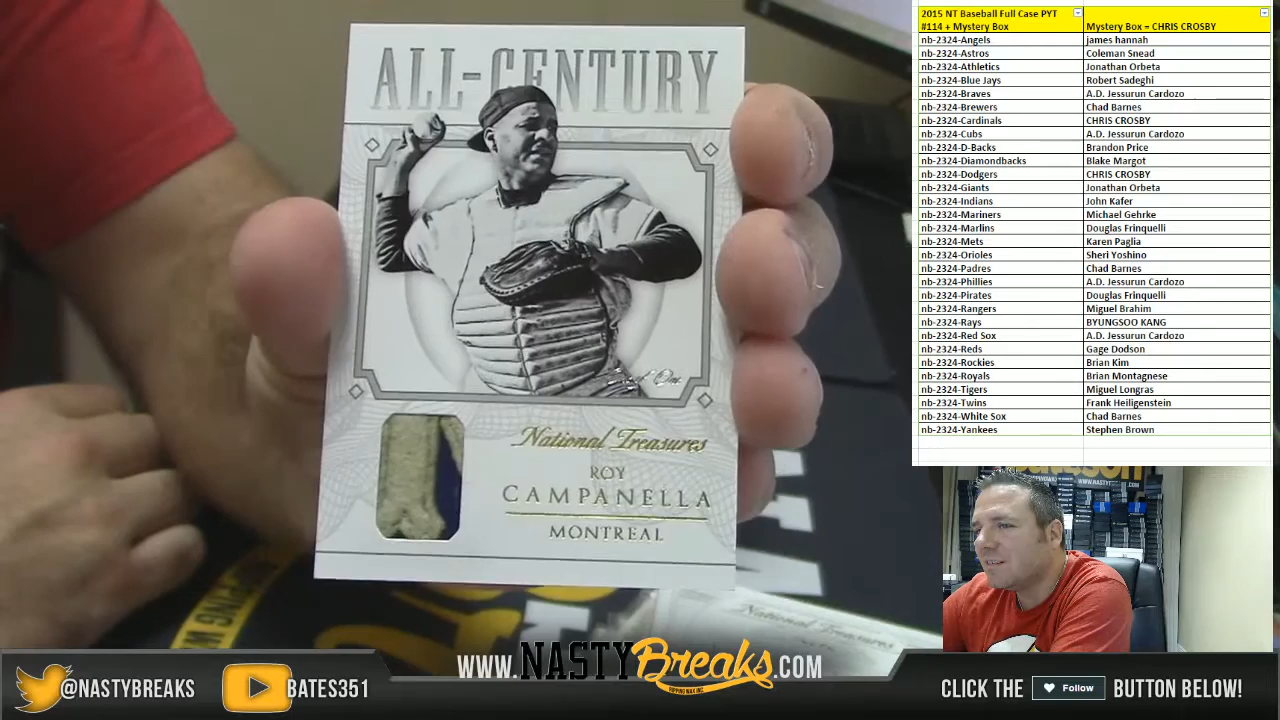 ALL-CENTURY
National Treasures
ROY
CAMPANELLA
MONTREAL
National Treasures
2015 NT Baseball Full Case PYT
#114 + Mystery Box
Mystery Box = CHRIS CROSBY
nb-2324-Angels james hannah
nb-2324-Astros Coleman Snead
nb-2324-Athletics Jonathan Orbeta
nb-2324-Blue Jays Robert Sadeghi
nb-2324-Braves A.D. Jessurun Cardozo
nb-2324-Brewers Chad Barnes
nb-2324-Cardinals CHRIS CROSBY
nb-2324-Cubs A.D. Jessurun Cardozo
nb-2324-D-Backs Brandon Price
nb-2324-Diamondbacks Blake Margot
nb-2324-Dodgers CHRIS CROSBY
nb-2324-Giants Jonathan Orbeta
nb-2324-Indians John Kafer
nb-2324-Mariners Michael Gehrke
nb-2324-Marlins Douglas Frinquelli
nb-2324-Mets Karen Paglia
nb-2324-Orioles Sheri Yoshino
nb-2324-Padres Chad Barnes
nb-2324-Phillies A.D. Jessurun Cardozo
nb-2324-Pirates Douglas Frinquelli
nb-2324-Rangers Miguel Brahim
nb-2324-Rays BYUNGSOO KANG
nb-2324-Red Sox A.D. Jessurun Cardozo
nb-2324-Reds Gage Dodson
nb-2324-Rockies Brian Kim
nb-2324-Royals Brian Montagnese
nb-2324-Tigers Miguel Longras
nb-2324-Twins Frank Heiligenstein
nb-2324-White Sox Chad Barnes
nb-2324-Yankees Stephen Brown
@NASTYBREAKS
BATES351
WWW.NASTYBreaks.COM
RIPPING WAX INC
CLICK THE Follow BUTTON BELOW!